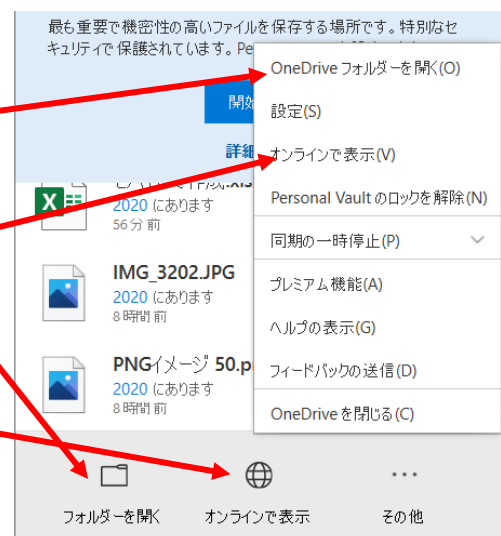 最も重要で機密性の高いファイルを保存する場所です。特別なセ
キュリティで保護されています。Pe
OneDrive フォルダーを開く(O)
開始
設定(S)
詳細
オンラインで表示(V)
2020 にあります
56 分前
Personal Vault のロックを解除(N)
同期の一時停止(P)
IMG_3202.JPG
2020 にあります
8 時間前
プレミアム機能(A)
ヘルプの表示(G)
PNGイメージ 50.p
2020 にあります
8 時間前
フィードバックの送信(D)
OneDrive を閉じる(C)
フォルダーを開く
オンラインで表示
その他